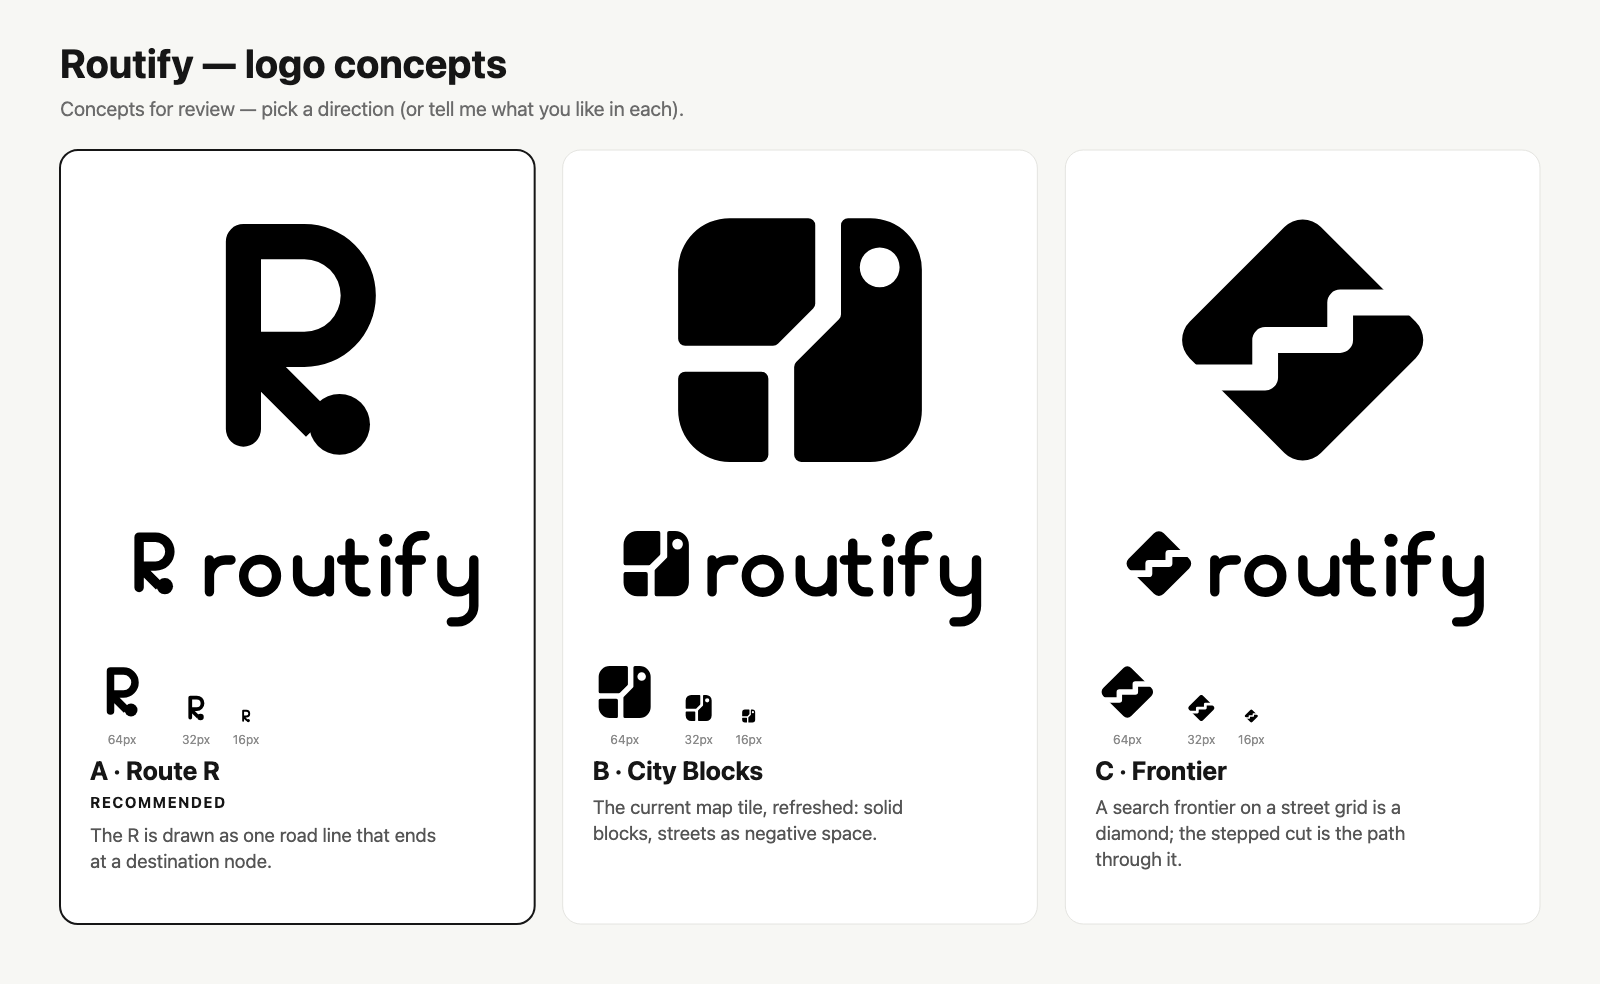 Routify — logo concepts
Concepts for review — pick a direction (or tell me what you like in each).
R
R routify
R R R
64px 32px 16px
A · Route R
RECOMMENDED
The R is drawn as one road line that ends
at a destination node.
routify
64px 32px 16px
B · City Blocks
The current map tile, refreshed: solid
blocks, streets as negative space.
routify
64px 32px 16px
C · Frontier
A search frontier on a street grid is a
diamond; the stepped cut is the path
through it.